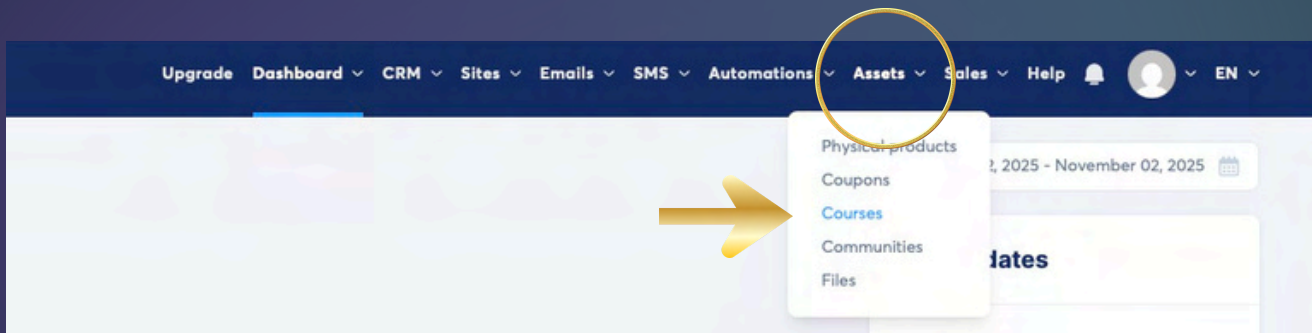 Upgrade Dashboard CRM Sites Emails SMS Automations Assets Sales Help EN
Physical products
Coupons
, 2025 - November 02, 2025
Courses
Communities
dates
Files